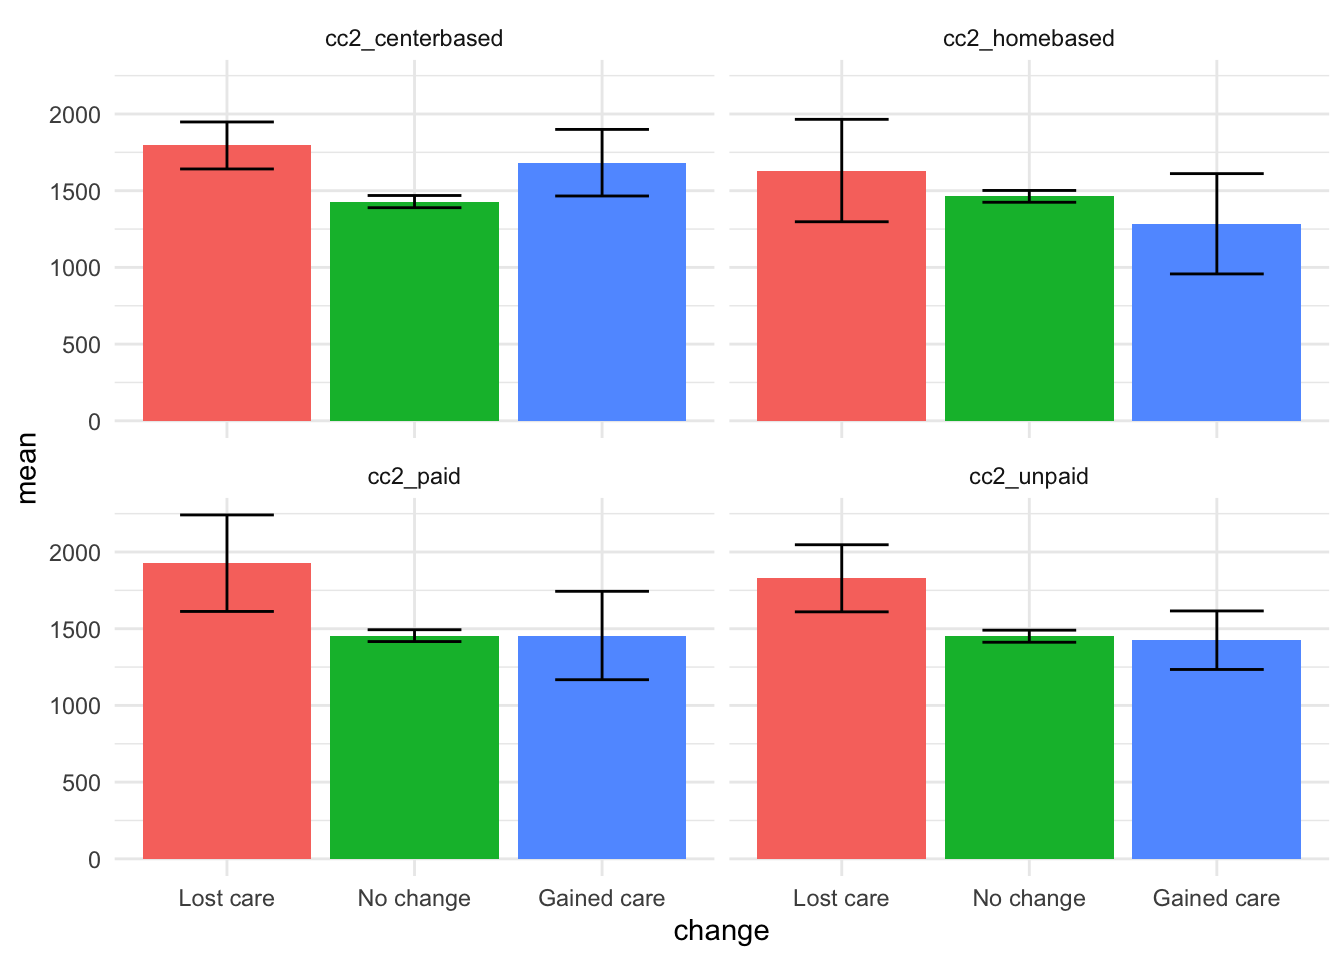 cc2_centerbased
cc2_homebased
2000
1500
1000
500
0
mean
cc2_paid
cc2_unpaid
2000
1500
1000
500
0
Lost care
No change
Gained care
Lost care
No change
Gained care
change